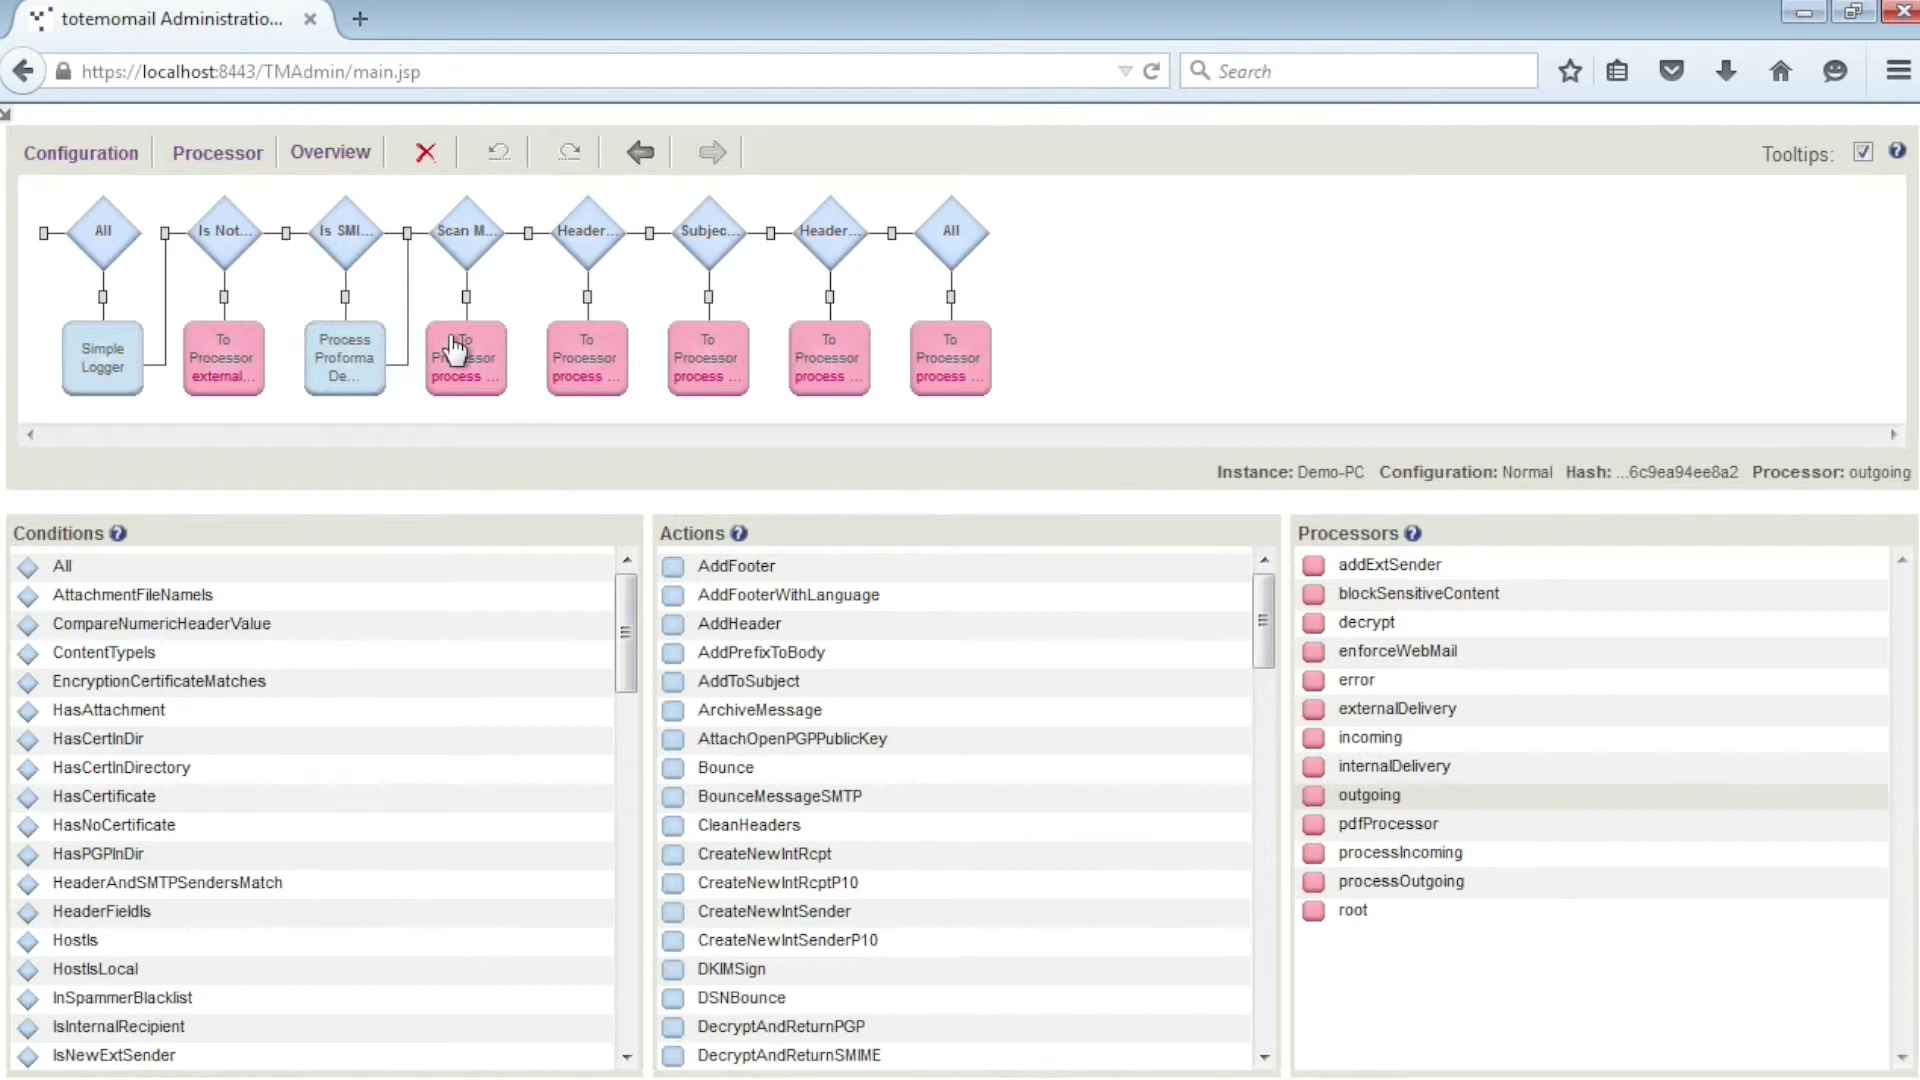 totemomail Administratio...
https://localhost:8443/TMAdmin/main.jsp
Search
Configuration
Processor
Overview
Tooltips:
All
Is Not...
Is SMI...
Scan M...
Header...
Subjec...
Header...
All
Simple
Logger
To
Processor
external...
Process
Proforma
De...
To
process ...
To
Processor
process ...
To
Processor
process ...
To
Processor
process ...
To
Processor
process ...
Instance: Demo-PC Configuration: Normal Hash: ...6c9ea94ee8a2 Processor: outgoing
Conditions
All
AttachmentFileNameIs
CompareNumericHeaderValue
ContentTypeIs
EncryptionCertificateMatches
HasAttachment
HasCertInDir
HasCertInDirectory
HasCertificate
HasNoCertificate
HasPGPInDir
HeaderAndSMTPSendersMatch
HeaderFieldIs
HostIs
HostIsLocal
InSpammerBlacklist
IsInternalRecipient
IsNewExtSender
Actions
AddFooter
AddFooterWithLanguage
AddHeader
AddPrefixToBody
AddToSubject
ArchiveMessage
AttachOpenPGPPublicKey
Bounce
BounceMessageSMTP
CleanHeaders
CreateNewIntRcpt
CreateNewIntRcptP10
CreateNewIntSender
CreateNewIntSenderP10
DKIMSign
DSNBounce
DecryptAndReturnPGP
DecryptAndReturnSMIME
Processors
addExtSender
blockSensitiveContent
decrypt
enforceWebMail
error
externalDelivery
incoming
internalDelivery
outgoing
pdfProcessor
processIncoming
processOutgoing
root